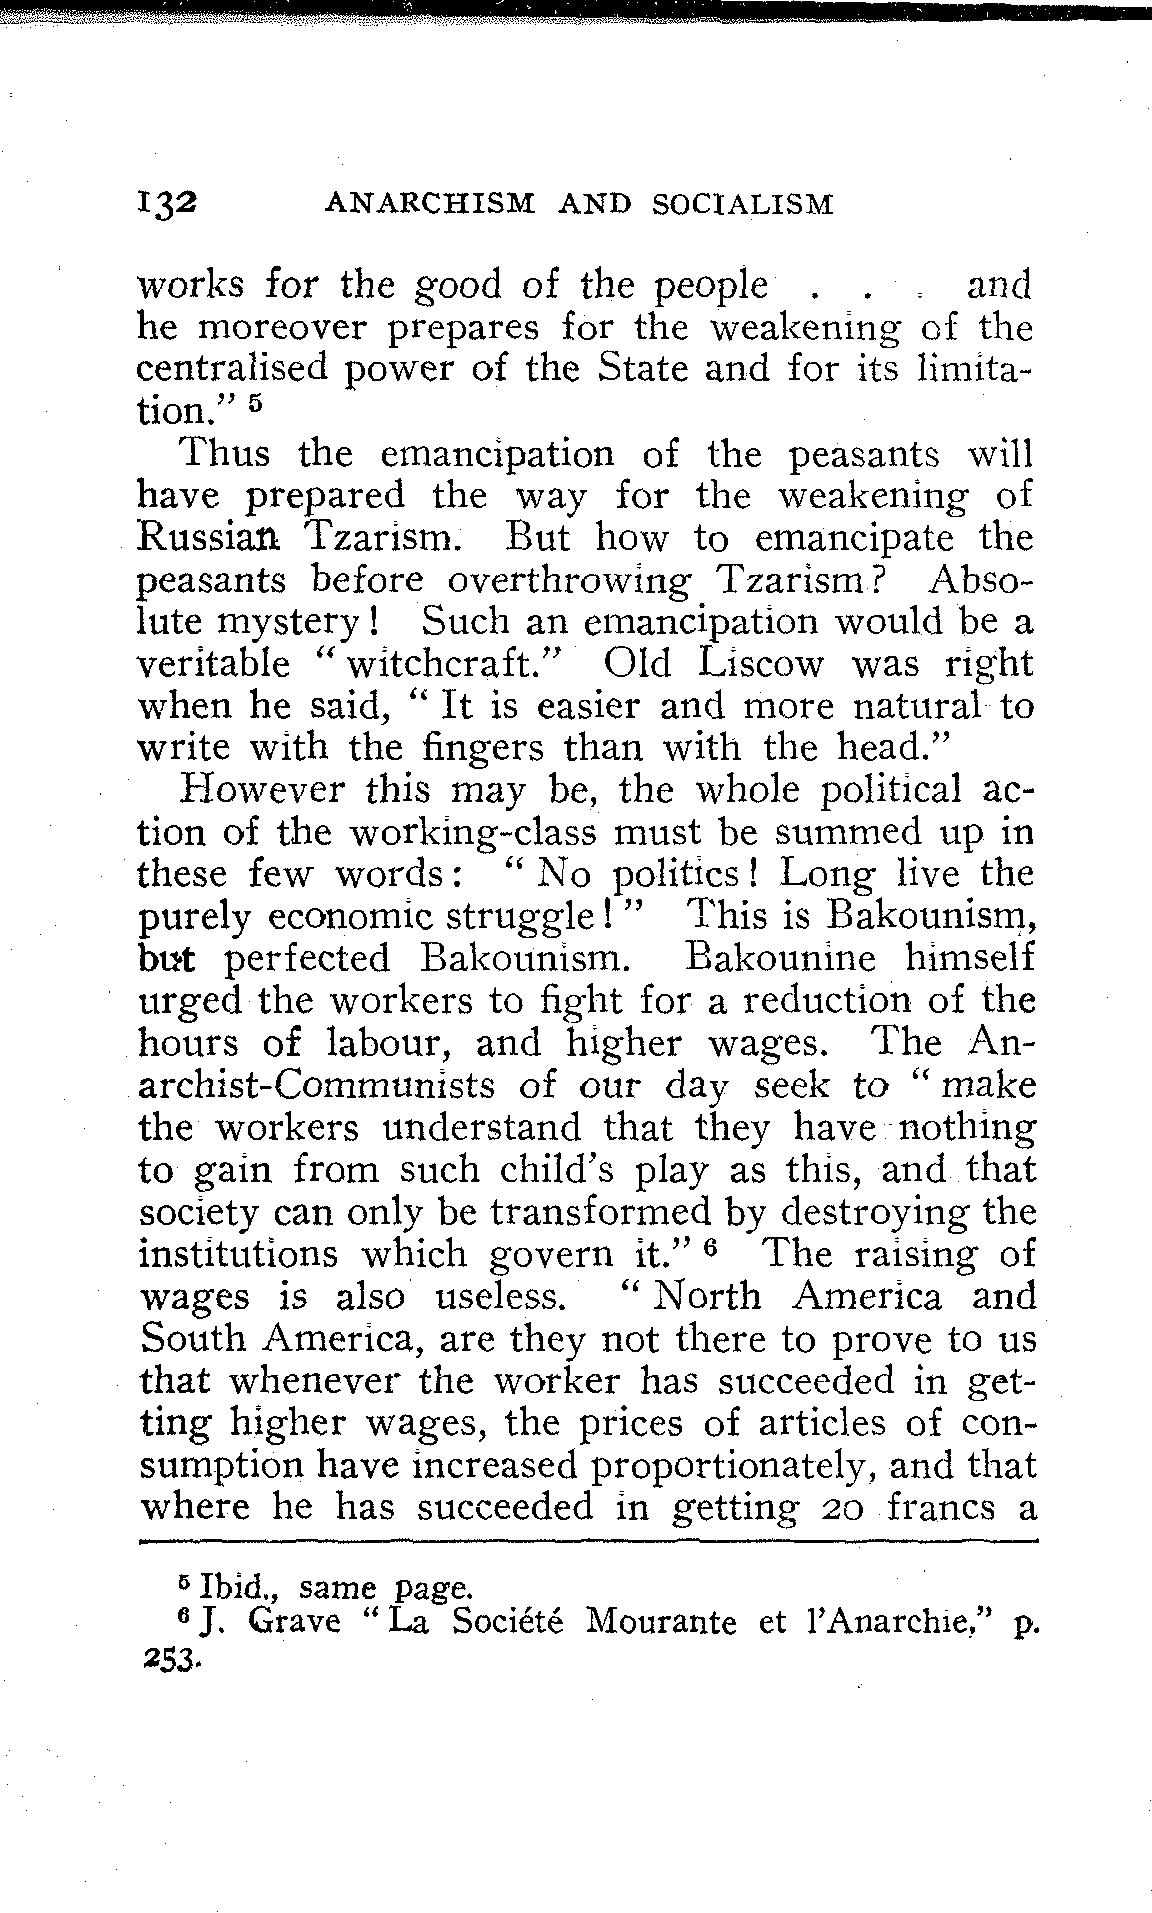 132 ANARCHISM AND SOCIALISM
works for the good of the people . . . and
he moreover prepares for the weakening of the
centralised power of the State and for its limita-
tion.” 5
Thus the emancipation of the peasants will
have prepared the way for the weakening of
Russian Tzarism. But how to emancipate the
peasants before overthrowing Tzarism? Abso-
lute mystery! Such an emancipation would be a
veritable “witchcraft.” Old Liscow was right
when he said, “It is easier and more natural to
write with the fingers than with the head.”
However this may be, the whole political ac-
tion of the working-class must be summed up in
these few words: “No politics! Long live the
purely economic struggle!” This is Bakounism,
but perfected Bakounism. Bakounine himself
urged the workers to fight for a reduction of the
hours of labour, and higher wages. The An-
archist-Communists of our day seek to “make
the workers understand that they have nothing
to gain from such child’s play as this, and that
society can only be transformed by destroying the
institutions which govern it.” 6 The raising of
wages is also useless. “North America and
South America, are they not there to prove to us
that whenever the worker has succeeded in get-
ting higher wages, the prices of articles of con-
sumption have increased proportionately, and that
where he has succeeded in getting 20 francs a
5 Ibid., same page.
6 J. Grave “La Société Mourante et l’Anarchie,” p.
253.